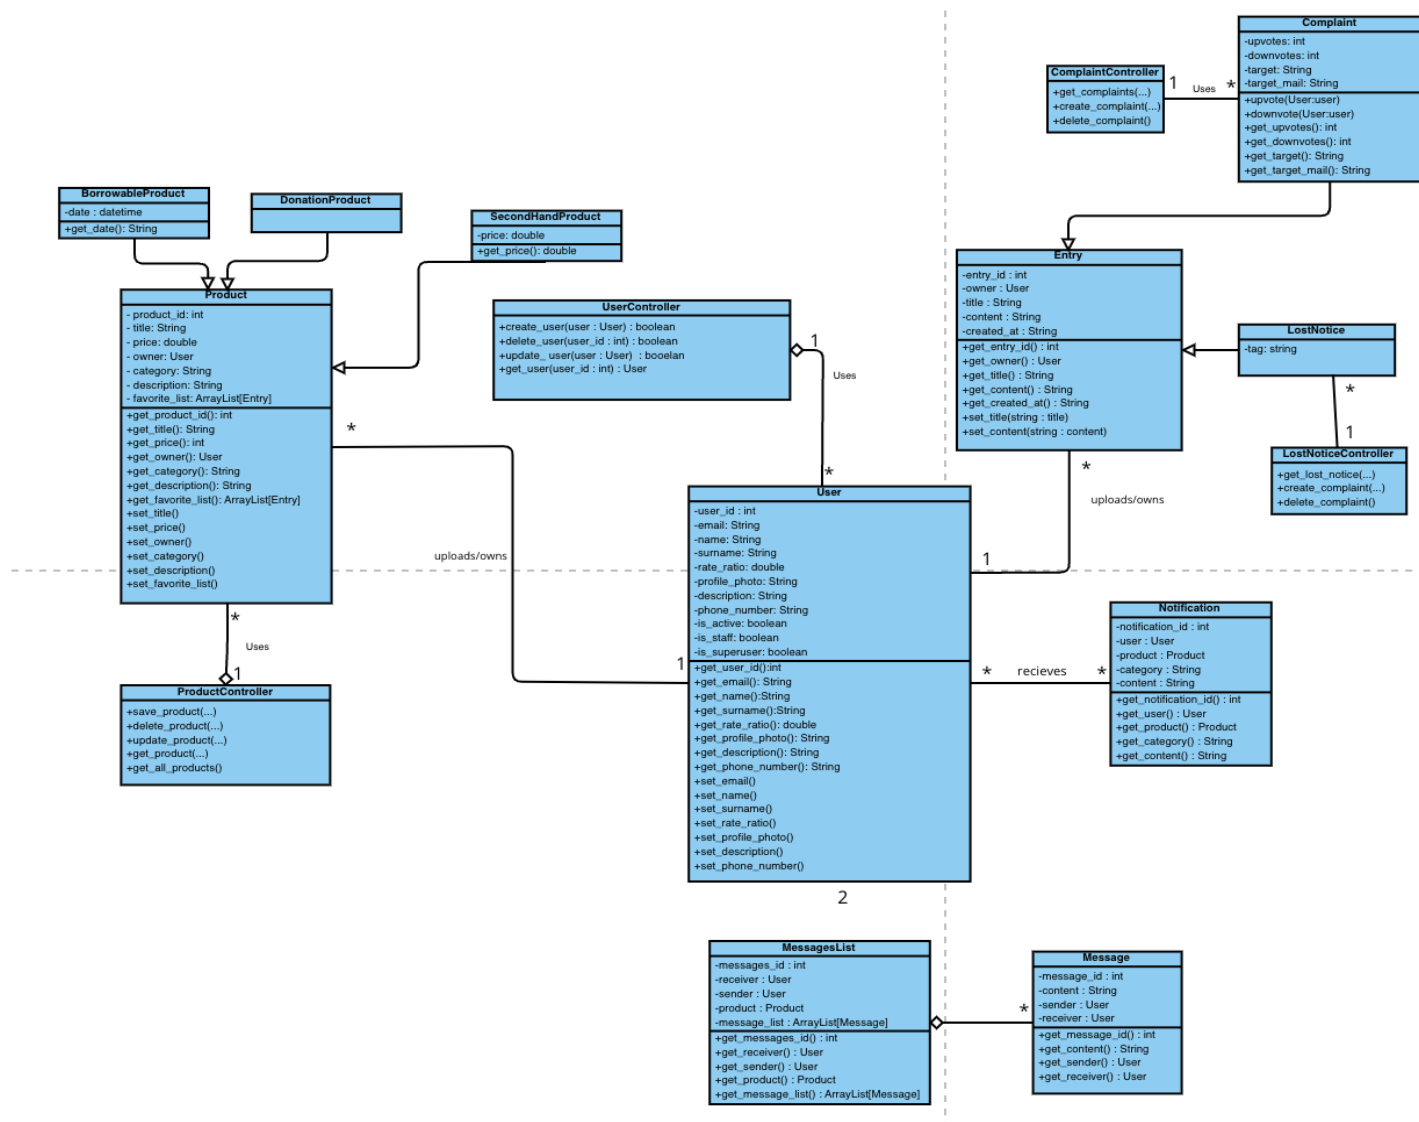 Complaint
-upvotes: int
-downvotes: int
-target: String
-target_mail: String
+upvote(User:user)
+downvote(User:user)
+get_upvotes(): int
+get_downvotes(): int
+get_target(): String
+get_target_mail(): String
ComplaintController
+get_complaints(...)
+create_complaint(...)
+delete_complaint()
1
Uses
*
BorrowableProduct
-date : datetime
+get_date(): String
DonationProduct
SecondHandProduct
-price: double
+get_price(): double
Product
- product_id: int
- title: String
- price: double
- owner: User
- category: String
- description: String
- favorite_list: ArrayList[Entry]
+get_product_id(): int
+get_title(): String
+get_price(): int
+get_owner(): User
+get_category(): String
+get_description(): String
+get_favorite_list(): ArrayList[Entry]
+set_title()
+set_price()
+set_owner()
+set_category()
+set_description()
+set_favorite_list()
*
uploads/owns
1
UserController
+create_user(user : User) : boolean
+delete_user(user_id : int) : boolean
+update_ user(user : User) : booelan
+get_user(user_id : int) : User
1
Uses
*
Entry
-entry_id : int
-owner : User
-title : String
-content : String
-created_at : String
+get_entry_id() : int
+get_owner() : User
+get_title() : String
+get_content() : String
+get_created_at() : String
+set_title(string : title)
+set_content(string : content)
LostNotice
-tag: string
*
1
LostNoticeController
+get_lost_notice(...)
+create_complaint(...)
+delete_complaint()
*
uploads/owns
1
User
-user_id : int
-email: String
-name: String
-surname: String
-rate_ratio: double
-profile_photo: String
-description: String
-phone_number: String
-is_active: boolean
-is_staff: boolean
-is_superuser: boolean
+get_user_id():int
+get_email(): String
+get_name():String
+get_surname():String
+get_rate_ratio(): double
+get_profile_photo(): String
+get_description(): String
+get_phone_number(): String
+set_email()
+set_name()
+set_surname()
+set_rate_ratio()
+set_profile_photo()
+set_description()
+set_phone_number()
2
*
recieves
*
Notification
-notification_id : int
-user : User
-product : Product
-category : String
-content : String
+get_notification_id() : int
+get_user() : User
+get_product() : Product
+get_category() : String
+get_content() : String
*
Uses
1
ProductController
+save_product(...)
+delete_product(...)
+update_product(...)
+get_product(...)
+get_all_products()
MessagesList
-messages_id : int
-receiver : User
-sender : User
-product : Product
-message_list : ArrayList[Message]
+get_messages_id() : int
+get_receiver() : User
+get_sender() : User
+get_product() : Product
+get_message_list() : ArrayList[Message]
*
Message
-message_id : int
-content : String
-sender : User
-receiver : User
+get_message_id() : int
+get_content() : String
+get_sender() : User
+get_receiver() : User